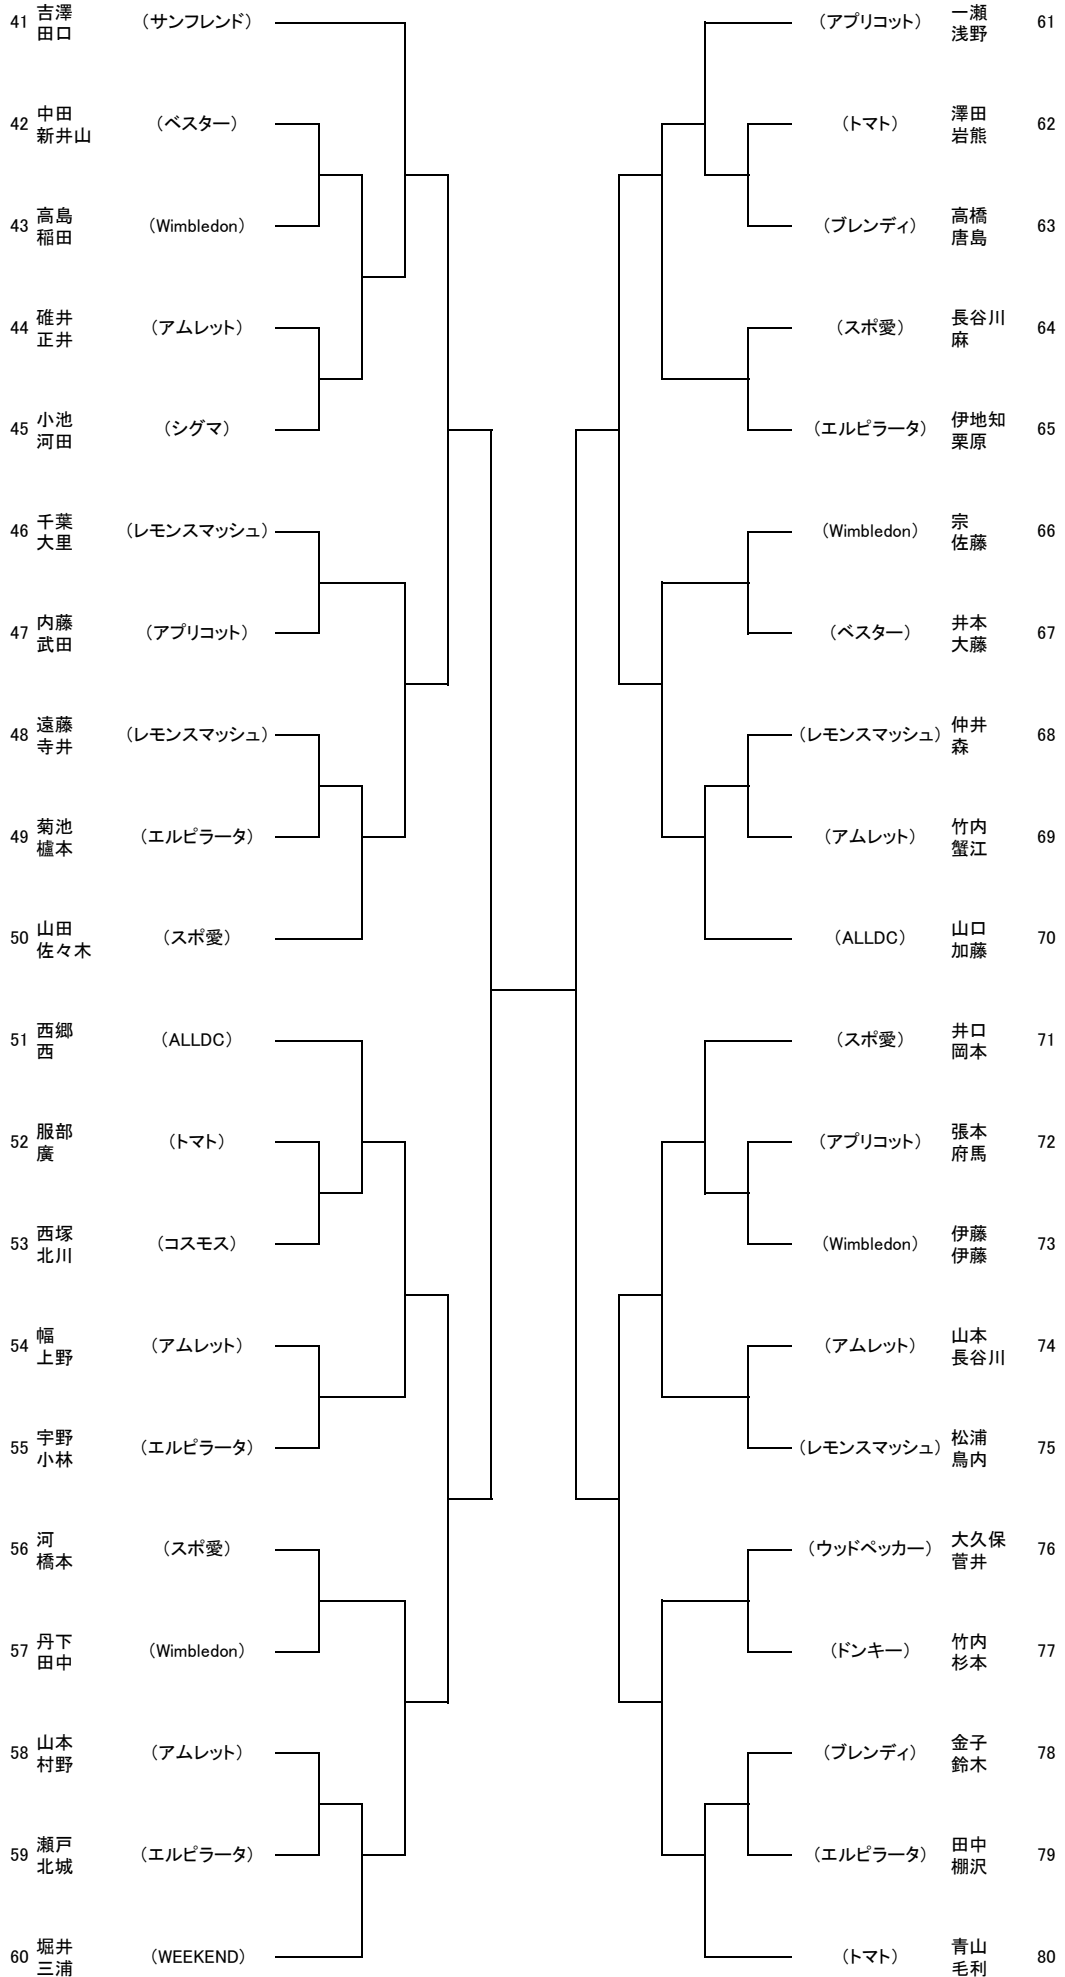 41 吉澤 （サンフレンド）
田口
42 中田 （ベスター）
新井山
43 高島 （Wimbledon）
稲田
44 碓井 （アムレット）
正井
45 小池 （シグマ）
河田
46 千葉 （レモンスマッシュ）
大里
47 内藤 （アプリコット）
武田
48 遠藤 （レモンスマッシュ）
寺井
49 菊池 （エルピラータ）
櫨本
50 山田 （スポ愛）
佐々木
51 西郷 （ALLDC）
西
52 服部 （トマト）
廣
53 西塚 （コスモス）
北川
54 幅 （アムレット）
上野
55 宇野 （エルピラータ）
小林
56 河 （スポ愛）
橋本
57 丹下 （Wimbledon）
田中
58 山本 （アムレット）
村野
59 瀬戸 （エルピラータ）
北城
60 堀井 （WEEKEND）
三浦
（アプリコット） 一瀬 61
浅野
（トマト） 澤田 62
岩熊
（ブレンディ） 高橋 63
唐島
（スポ愛） 長谷川 64
麻
（エルピラータ） 伊地知 65
栗原
（Wimbledon） 宗 66
佐藤
（ベスター） 井本 67
大藤
（レモンスマッシュ） 仲井 68
森
（アムレット） 竹内 69
蟹江
（ALLDC） 山口 70
加藤
（スポ愛） 井口 71
岡本
（アプリコット） 張本 72
府馬
（Wimbledon） 伊藤 73
伊藤
（アムレット） 山本 74
長谷川
（レモンスマッシュ） 松浦 75
鳥内
（ウッドペッカー） 大久保 76
菅井
（ドンキー） 竹内 77
杉本
（ブレンディ） 金子 78
鈴木
（エルピラータ） 田中 79
棚沢
（トマト） 青山 80
毛利